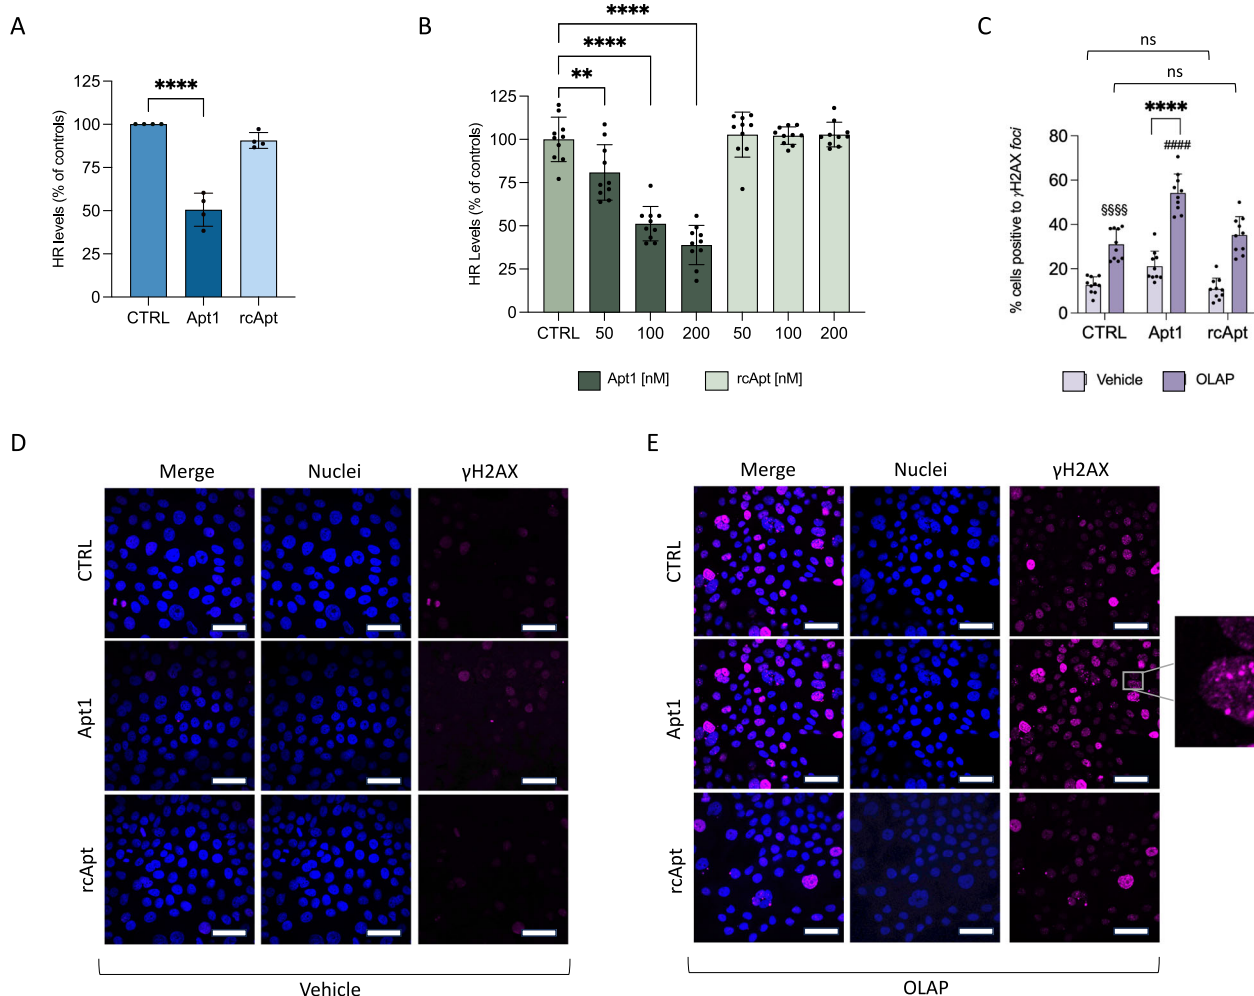 A
HR levels (% of controls)
125
100
75
50
25
0
****
CTRL
Apt1
rcApt
B
HR Levels (% of controls)
125
100
75
50
25
0
****
****
**
CTRL
50
100
200
50
100
200
Apt1 [nM]
rcApt [nM]
C
% cells positive to γH2AX foci
80
60
40
20
0
ns
ns
****
####
§§§§
CTRL
Apt1
rcApt
Vehicle
OLAP
D
Merge
Nuclei
γH2AX
CTRL
Apt1
rcApt
Vehicle
E
Merge
Nuclei
γH2AX
CTRL
Apt1
rcApt
OLAP